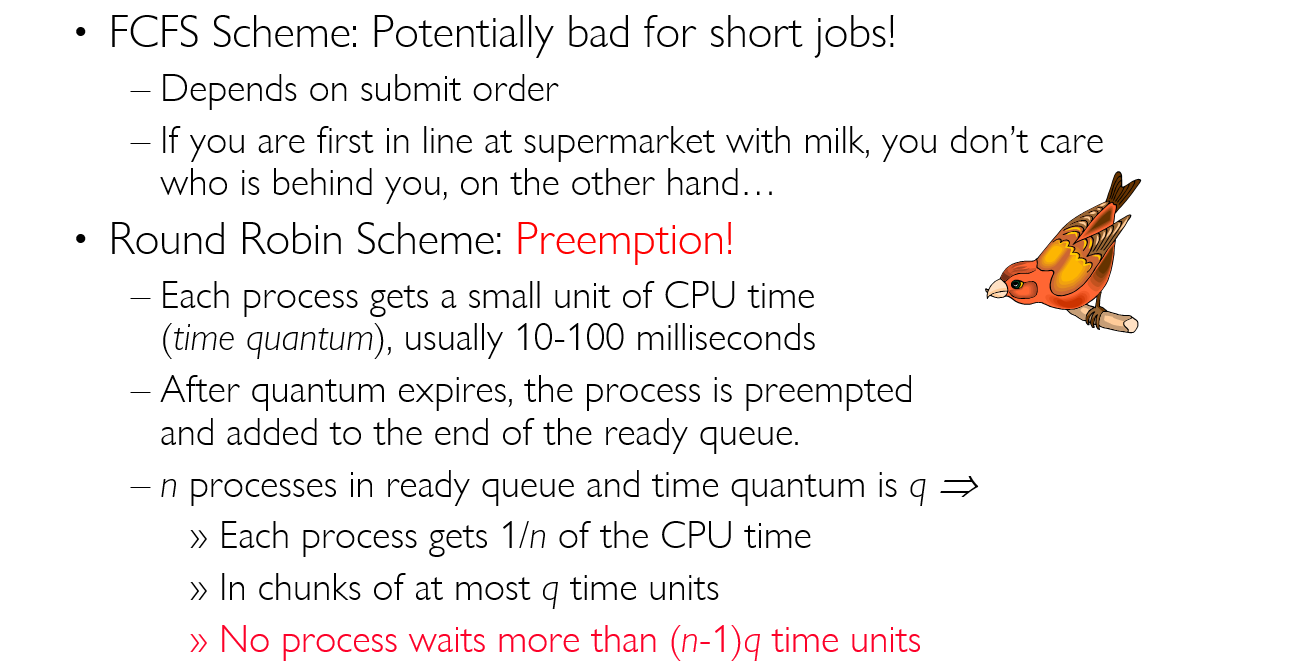 • FCFS Scheme: Potentially bad for short jobs!
– Depends on submit order
– If you are first in line at supermarket with milk, you don’t care
who is behind you, on the other hand…
• Round Robin Scheme: Preemption!
– Each process gets a small unit of CPU time
(time quantum), usually 10-100 milliseconds
– After quantum expires, the process is preempted
and added to the end of the ready queue.
– n processes in ready queue and time quantum is q ⇒
» Each process gets 1/n of the CPU time
» In chunks of at most q time units
» No process waits more than (n-1)q time units